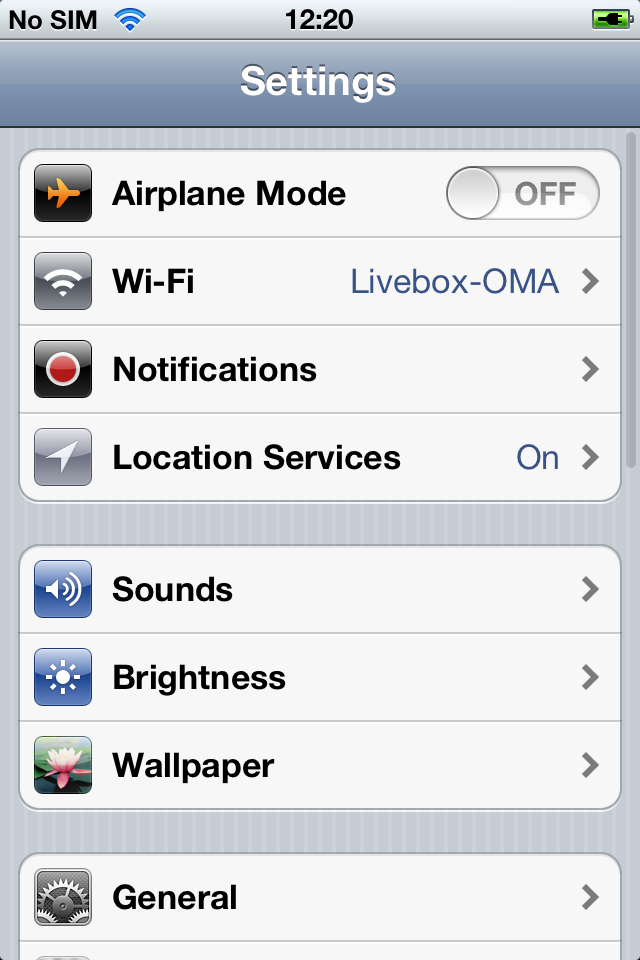 No SIM 12:20
Settings
Airplane Mode OFF
Wi-Fi Livebox-OMA
Notifications
Location Services On
Sounds
Brightness
Wallpaper
General